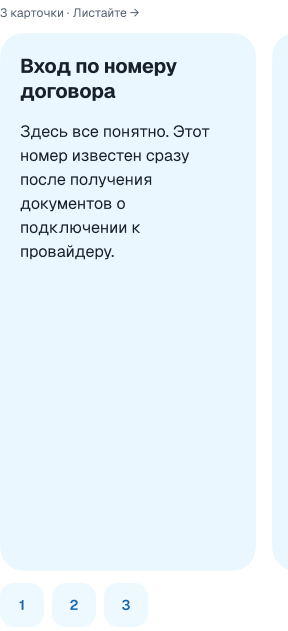 3 карточки · Листайте →
Вход по номеру
договора
Здесь все понятно. Этот
номер известен сразу
после получения
документов о
подключении к
провайдеру.
1 2 3